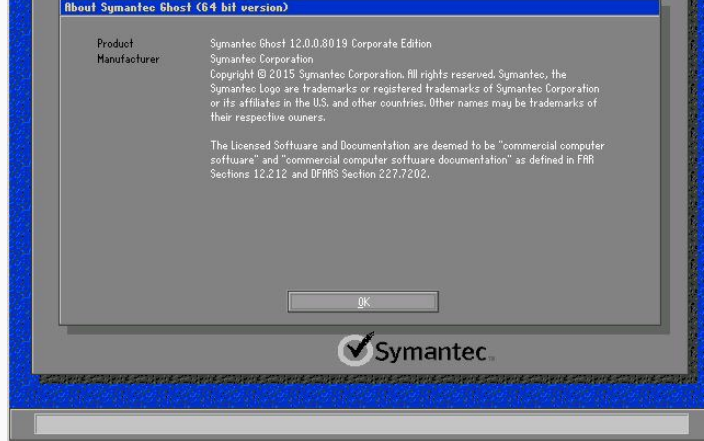 About Symantec Ghost (64 bit version)
Product Symantec Ghost 12.0.0.8019 Corporate Edition
Manufacturer Symantec Corporation
Copyright © 2015 Symantec Corporation. All rights reserved. Symantec, the
Symantec Logo are trademarks or registered trademarks of Symantec Corporation
or its affiliates in the U.S. and other countries. Other names may be trademarks of
their respective owners.
The Licensed Software and Documentation are deemed to be "commercial computer
software" and "commercial computer software documentation" as defined in FAR
Sections 12.212 and DFARS Section 227.7202.
OK
Symantec.